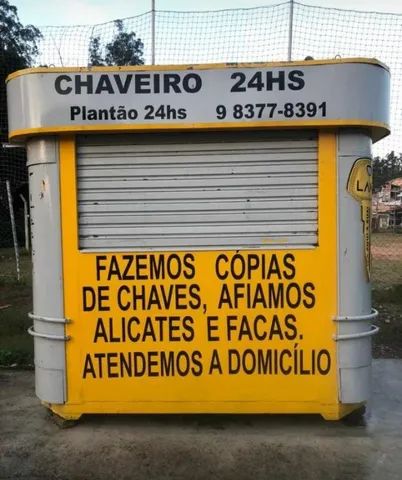 CHAVEIRO 24HS
Plantão 24hs 9 8377-8391
FAZEMOS CÓPIAS
DE CHAVES, AFIAMOS
ALICATES E FACAS.
ATENDEMOS A DOMICÍLIO